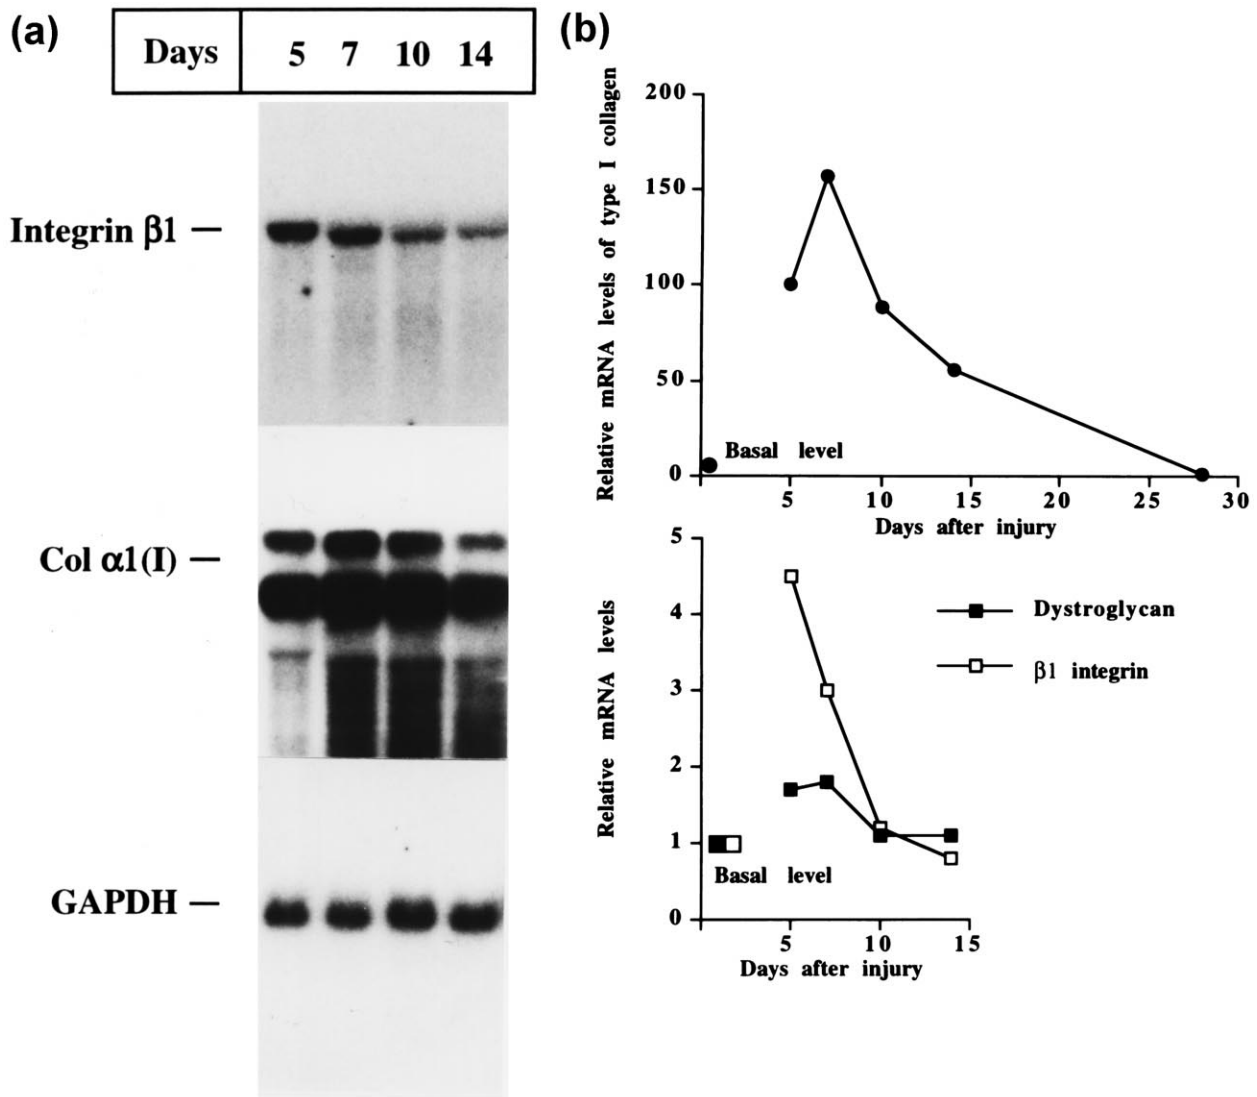 (a)
Days 5 7 10 14
Integrin β1
Col α1(I)
GAPDH
(b)
Relative mRNA levels of type I collagen
200
150
100
50
0
Basal level
5 10 15 20 25 30
Days after injury
Relative mRNA levels
5
4
3
2
1
0
Dystroglycan
β1 integrin
Basal level
5 10 15
Days after injury